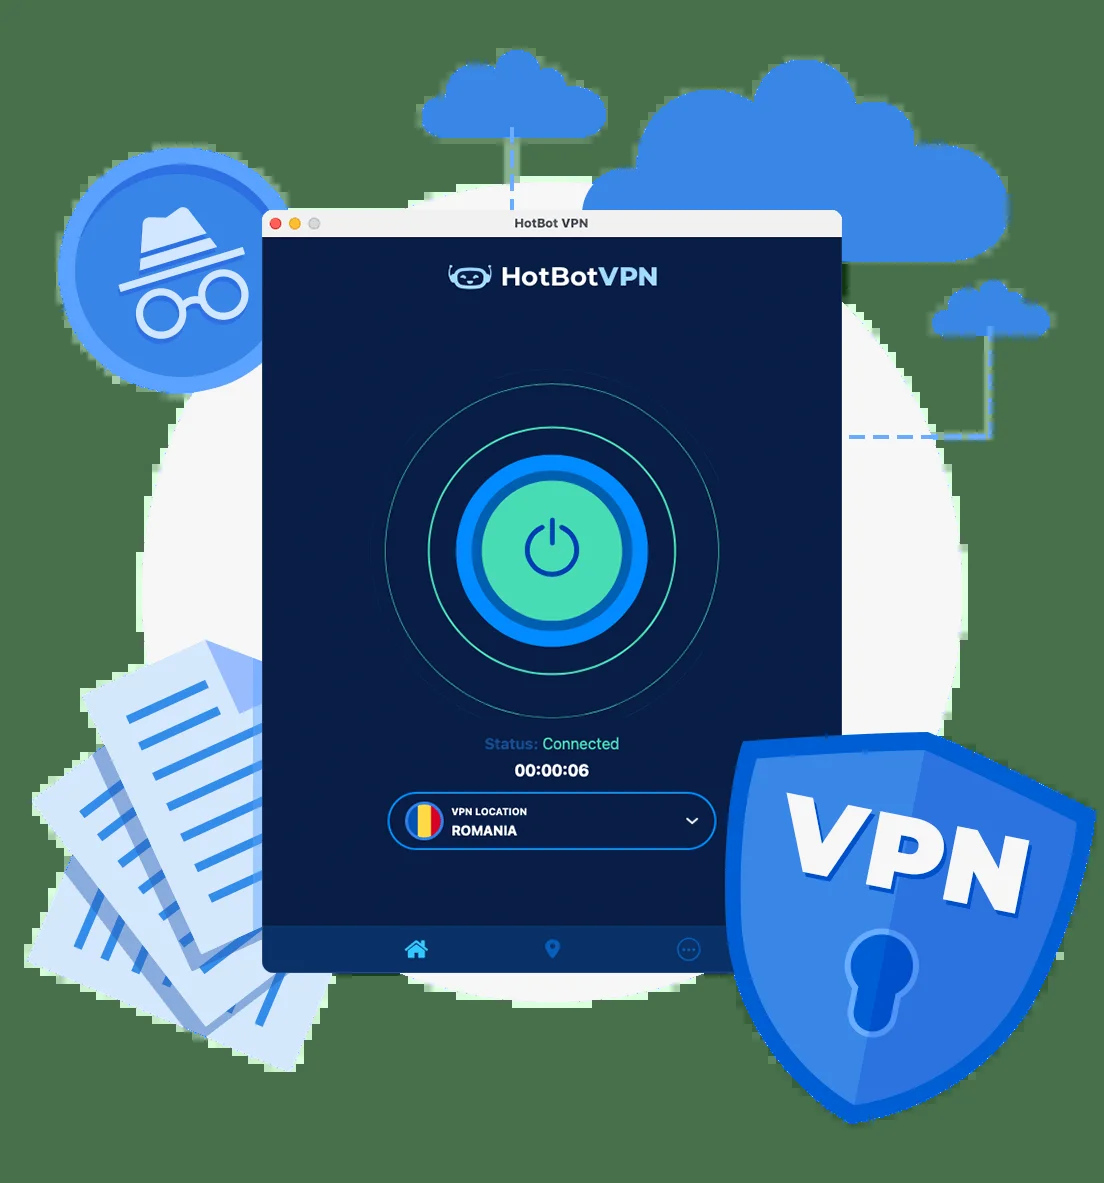 HotBot VPN
HotBotVPN
Status: Connected
00:00:06
VPN LOCATION
ROMANIA
VPN